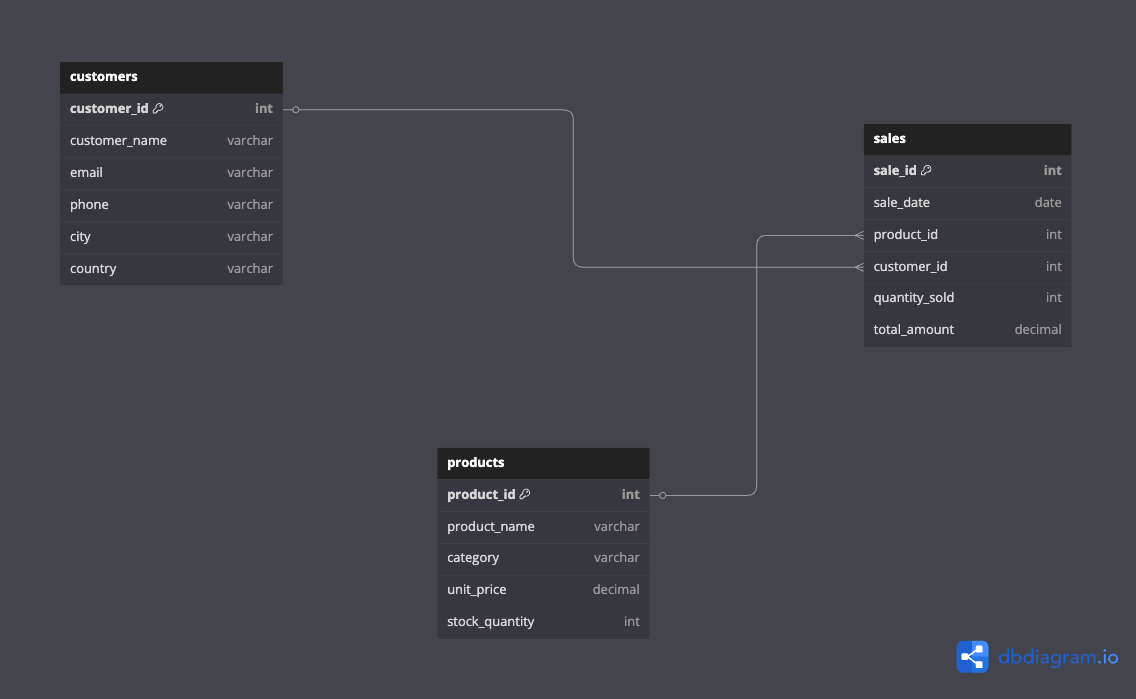 customers
customer_id int
customer_name varchar
email varchar
phone varchar
city varchar
country varchar
sales
sale_id int
sale_date date
product_id int
customer_id int
quantity_sold int
total_amount decimal
products
product_id int
product_name varchar
category varchar
unit_price decimal
stock_quantity int
dbdiagram.io